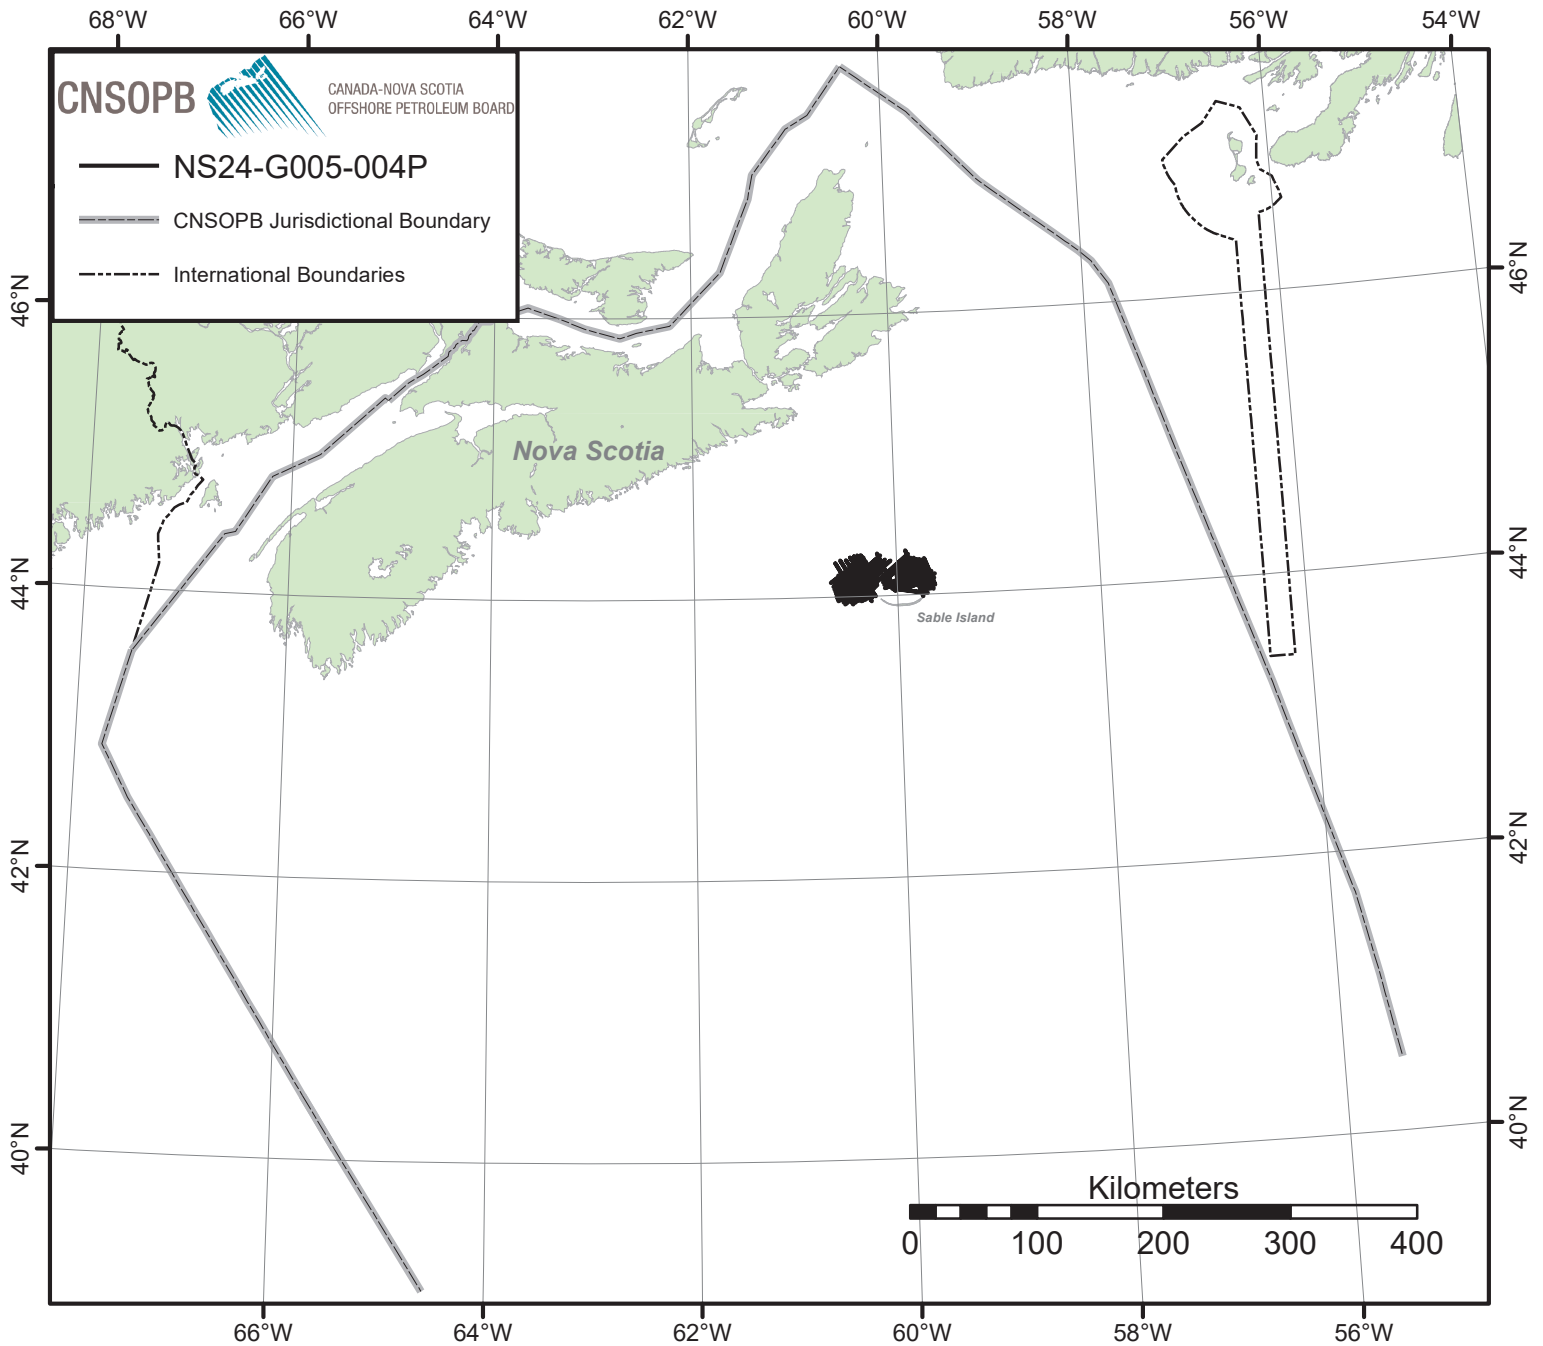 68°W 66°W 64°W 62°W 60°W 58°W 56°W 54°W
CNSOPB
CANADA-NOVA SCOTIA
OFFSHORE PETROLEUM BOARD
NS24-G005-004P
CNSOPB Jurisdictional Boundary
International Boundaries
46°N
46°N
Nova Scotia
44°N
44°N
Sable Island
42°N
42°N
40°N
40°N
Kilometers
0 100 200 300 400
66°W 64°W 62°W 60°W 58°W 56°W